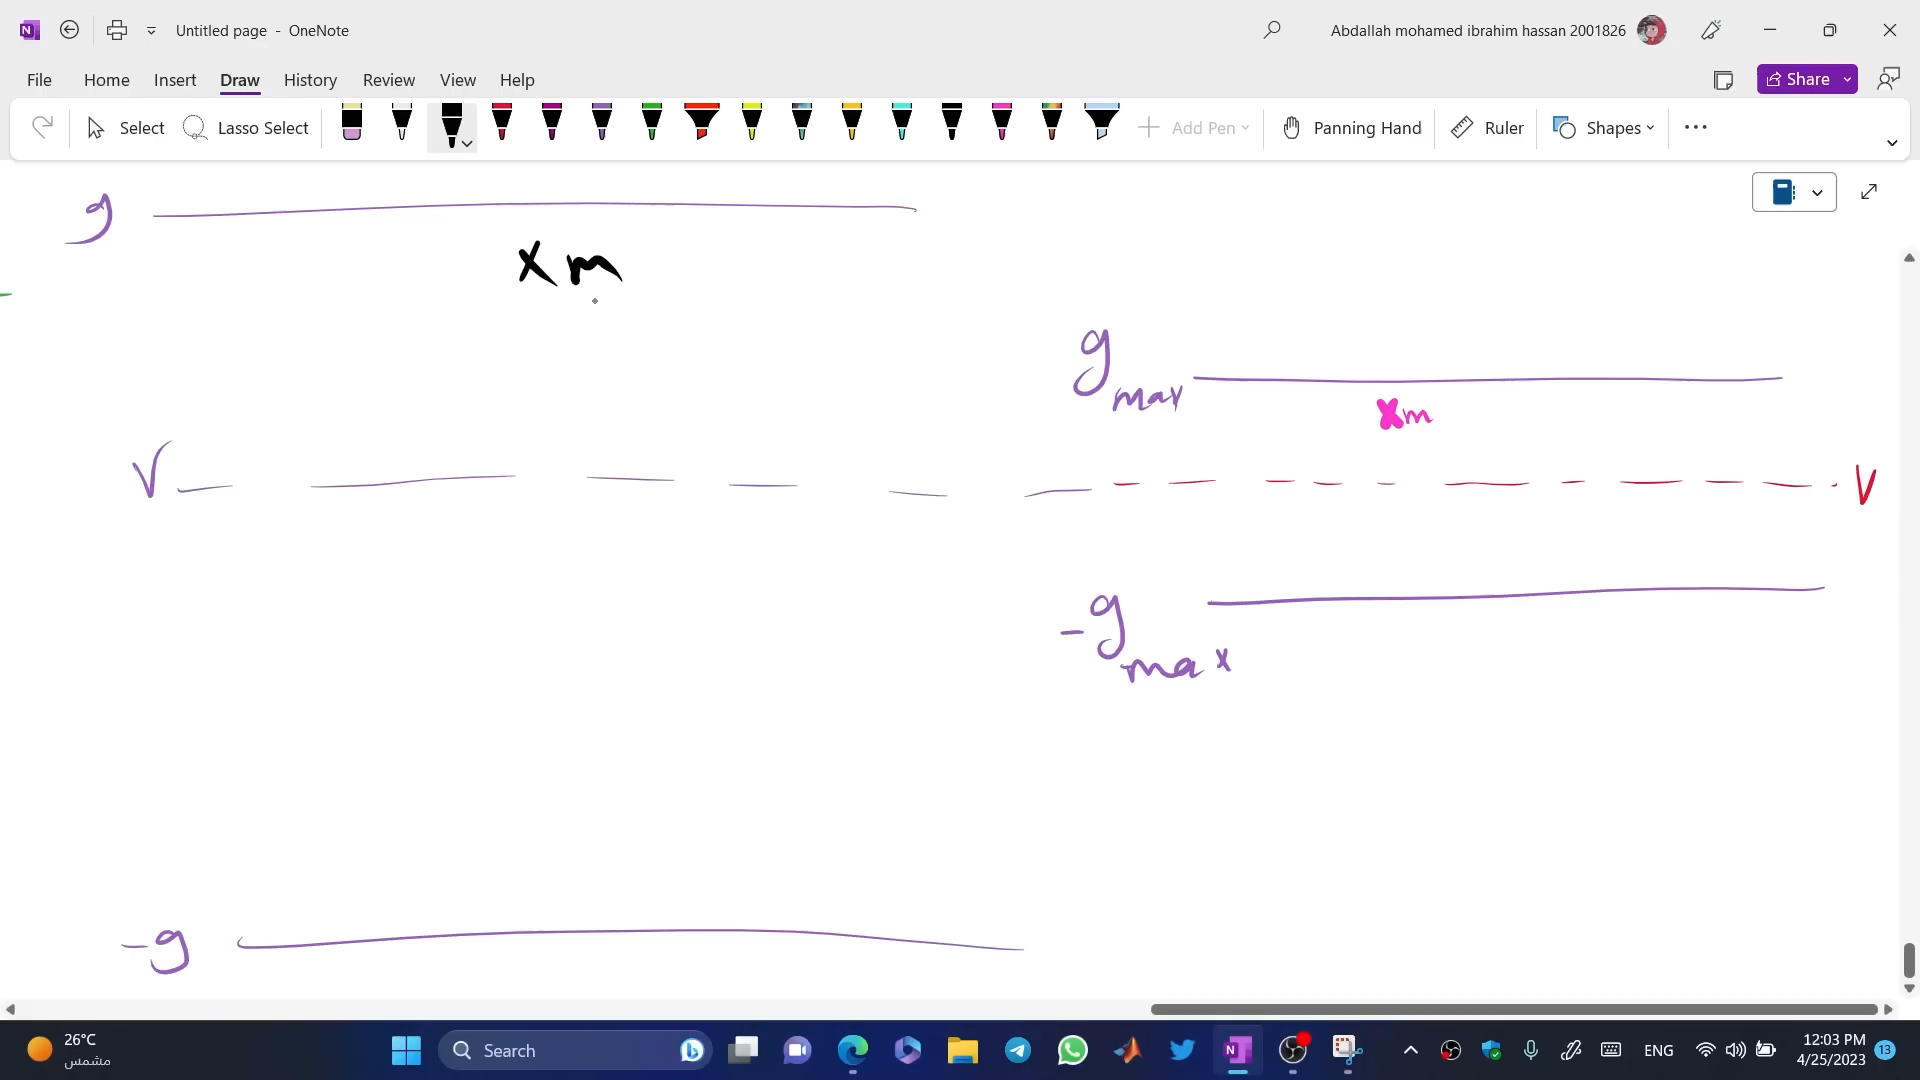 Untitled page - OneNote
Abdallah mohamed ibrahim hassan 2001826
File Home Insert Draw History Review View Help
Share
Select Lasso Select Add Pen Panning Hand Ruler Shapes
g
xm
g max
xm
V
V
-g max
-g
26°C
مشمس
Search
ENG
12:03 PM
4/25/2023
13